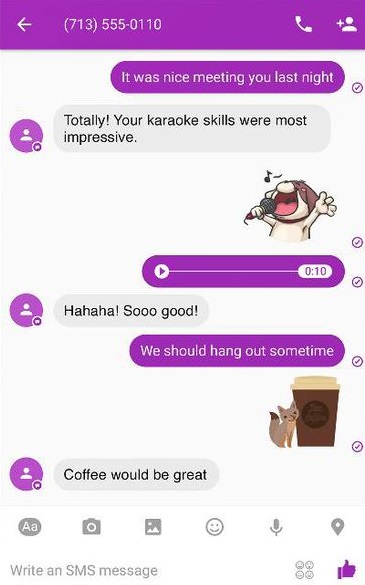 (713) 555-0110
It was nice meeting you last night
Totally! Your karaoke skills were most
impressive.
0:10
Hahaha! Sooo good!
We should hang out sometime
Coffee would be great
Aa
Write an SMS message